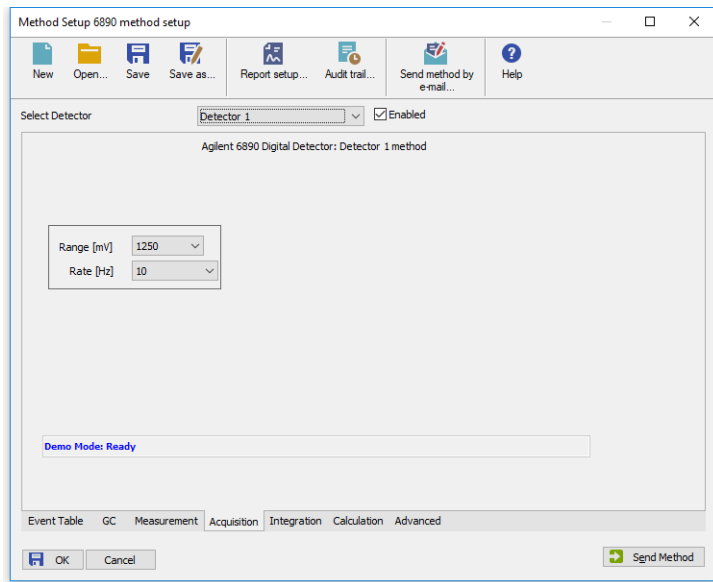 Method Setup 6890 method setup
New Open... Save Save as... Report setup... Audit trail... Send method by e-mail... Help
Select Detector Detector 1 Enabled
Agilent 6890 Digital Detector: Detector 1 method
Range [mV] 1250
Rate [Hz] 10
Demo Mode: Ready
Event Table GC Measurement Acquisition Integration Calculation Advanced
OK Cancel Send Method